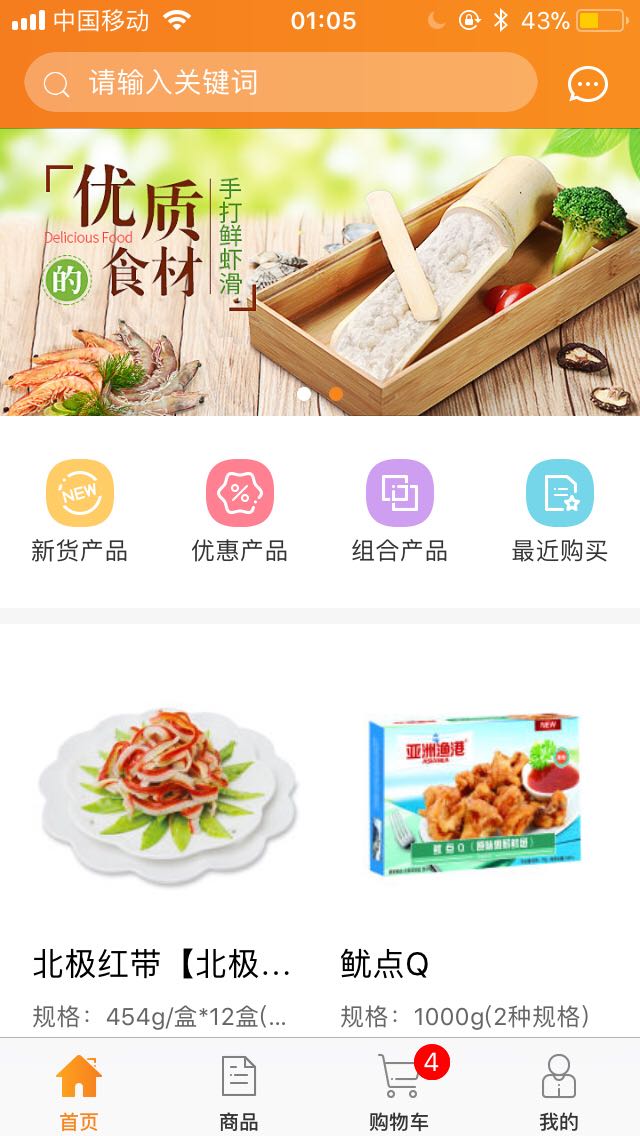 中国移动
01:05
43%
请输入关键词
「优质
Delicious Food
的食材
手打鲜虾滑
NEW
%
新货产品
优惠产品
组合产品
最近购买
NEW
亚洲渔港
北极红带【北极...
鱿点Q
规格：454g/盒*12盒(...
规格：1000g(2种规格)
4
首页
商品
购物车
我的